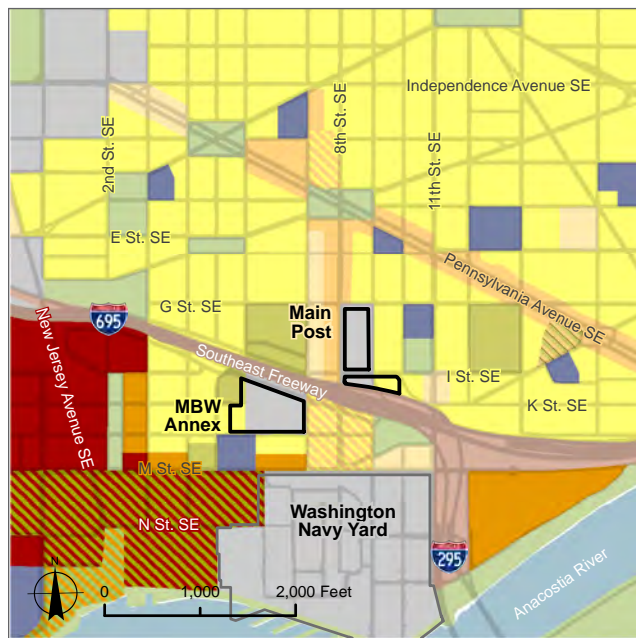 Independence Avenue SE
8th St. SE
11th St. SE
2nd St. SE
E St. SE
Pennsylvania Avenue SE
G St. SE
Main
Post
INTERSTATE
695
New Jersey Avenue SE
Southeast Freeway
I St. SE
MBW
Annex
K St. SE
M St. SE
Washington
Navy Yard
N St. SE
INTERSTATE
295
N
0 1,000 2,000 Feet
Anacostia River